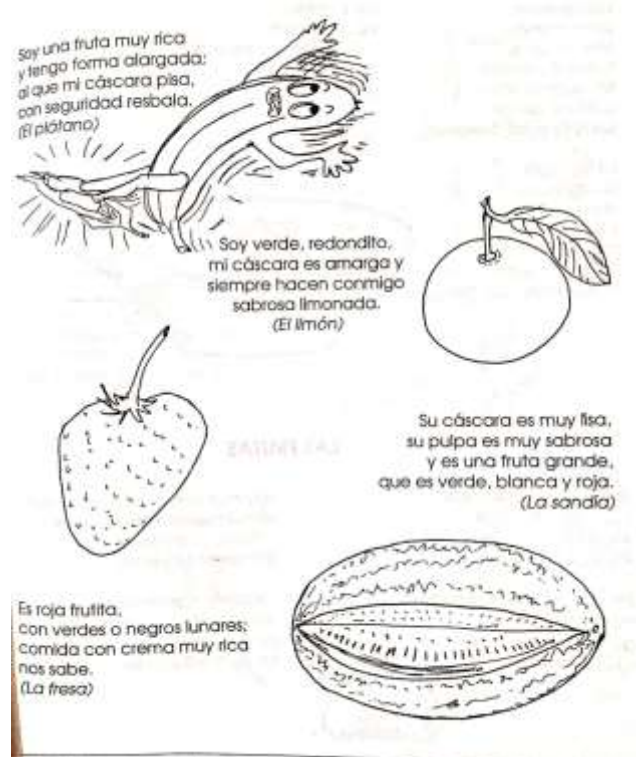 Soy una fruta muy rica
y tengo forma alargada;
al que mi cáscara pisa,
con seguridad resbala.
(El plátano)
Soy verde, redondito,
mi cáscara es amarga y
siempre hacen conmigo
sabrosa limonada.
(El limón)
Su cáscara es muy lisa,
su pulpa es muy sabrosa
y es una fruta grande,
que es verde, blanca y roja.
(La sandía)
LAS FRUTAS
Es roja frutita,
con verdes o negros lunares;
comida con crema muy rica
nos sabe.
(La fresa)